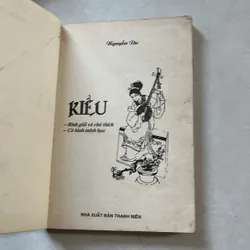 Nguyễn Du
KIỀU
- Bình giải và chú thích
- Có hình minh họa
NHÀ XUẤT BẢN THANH NIÊN